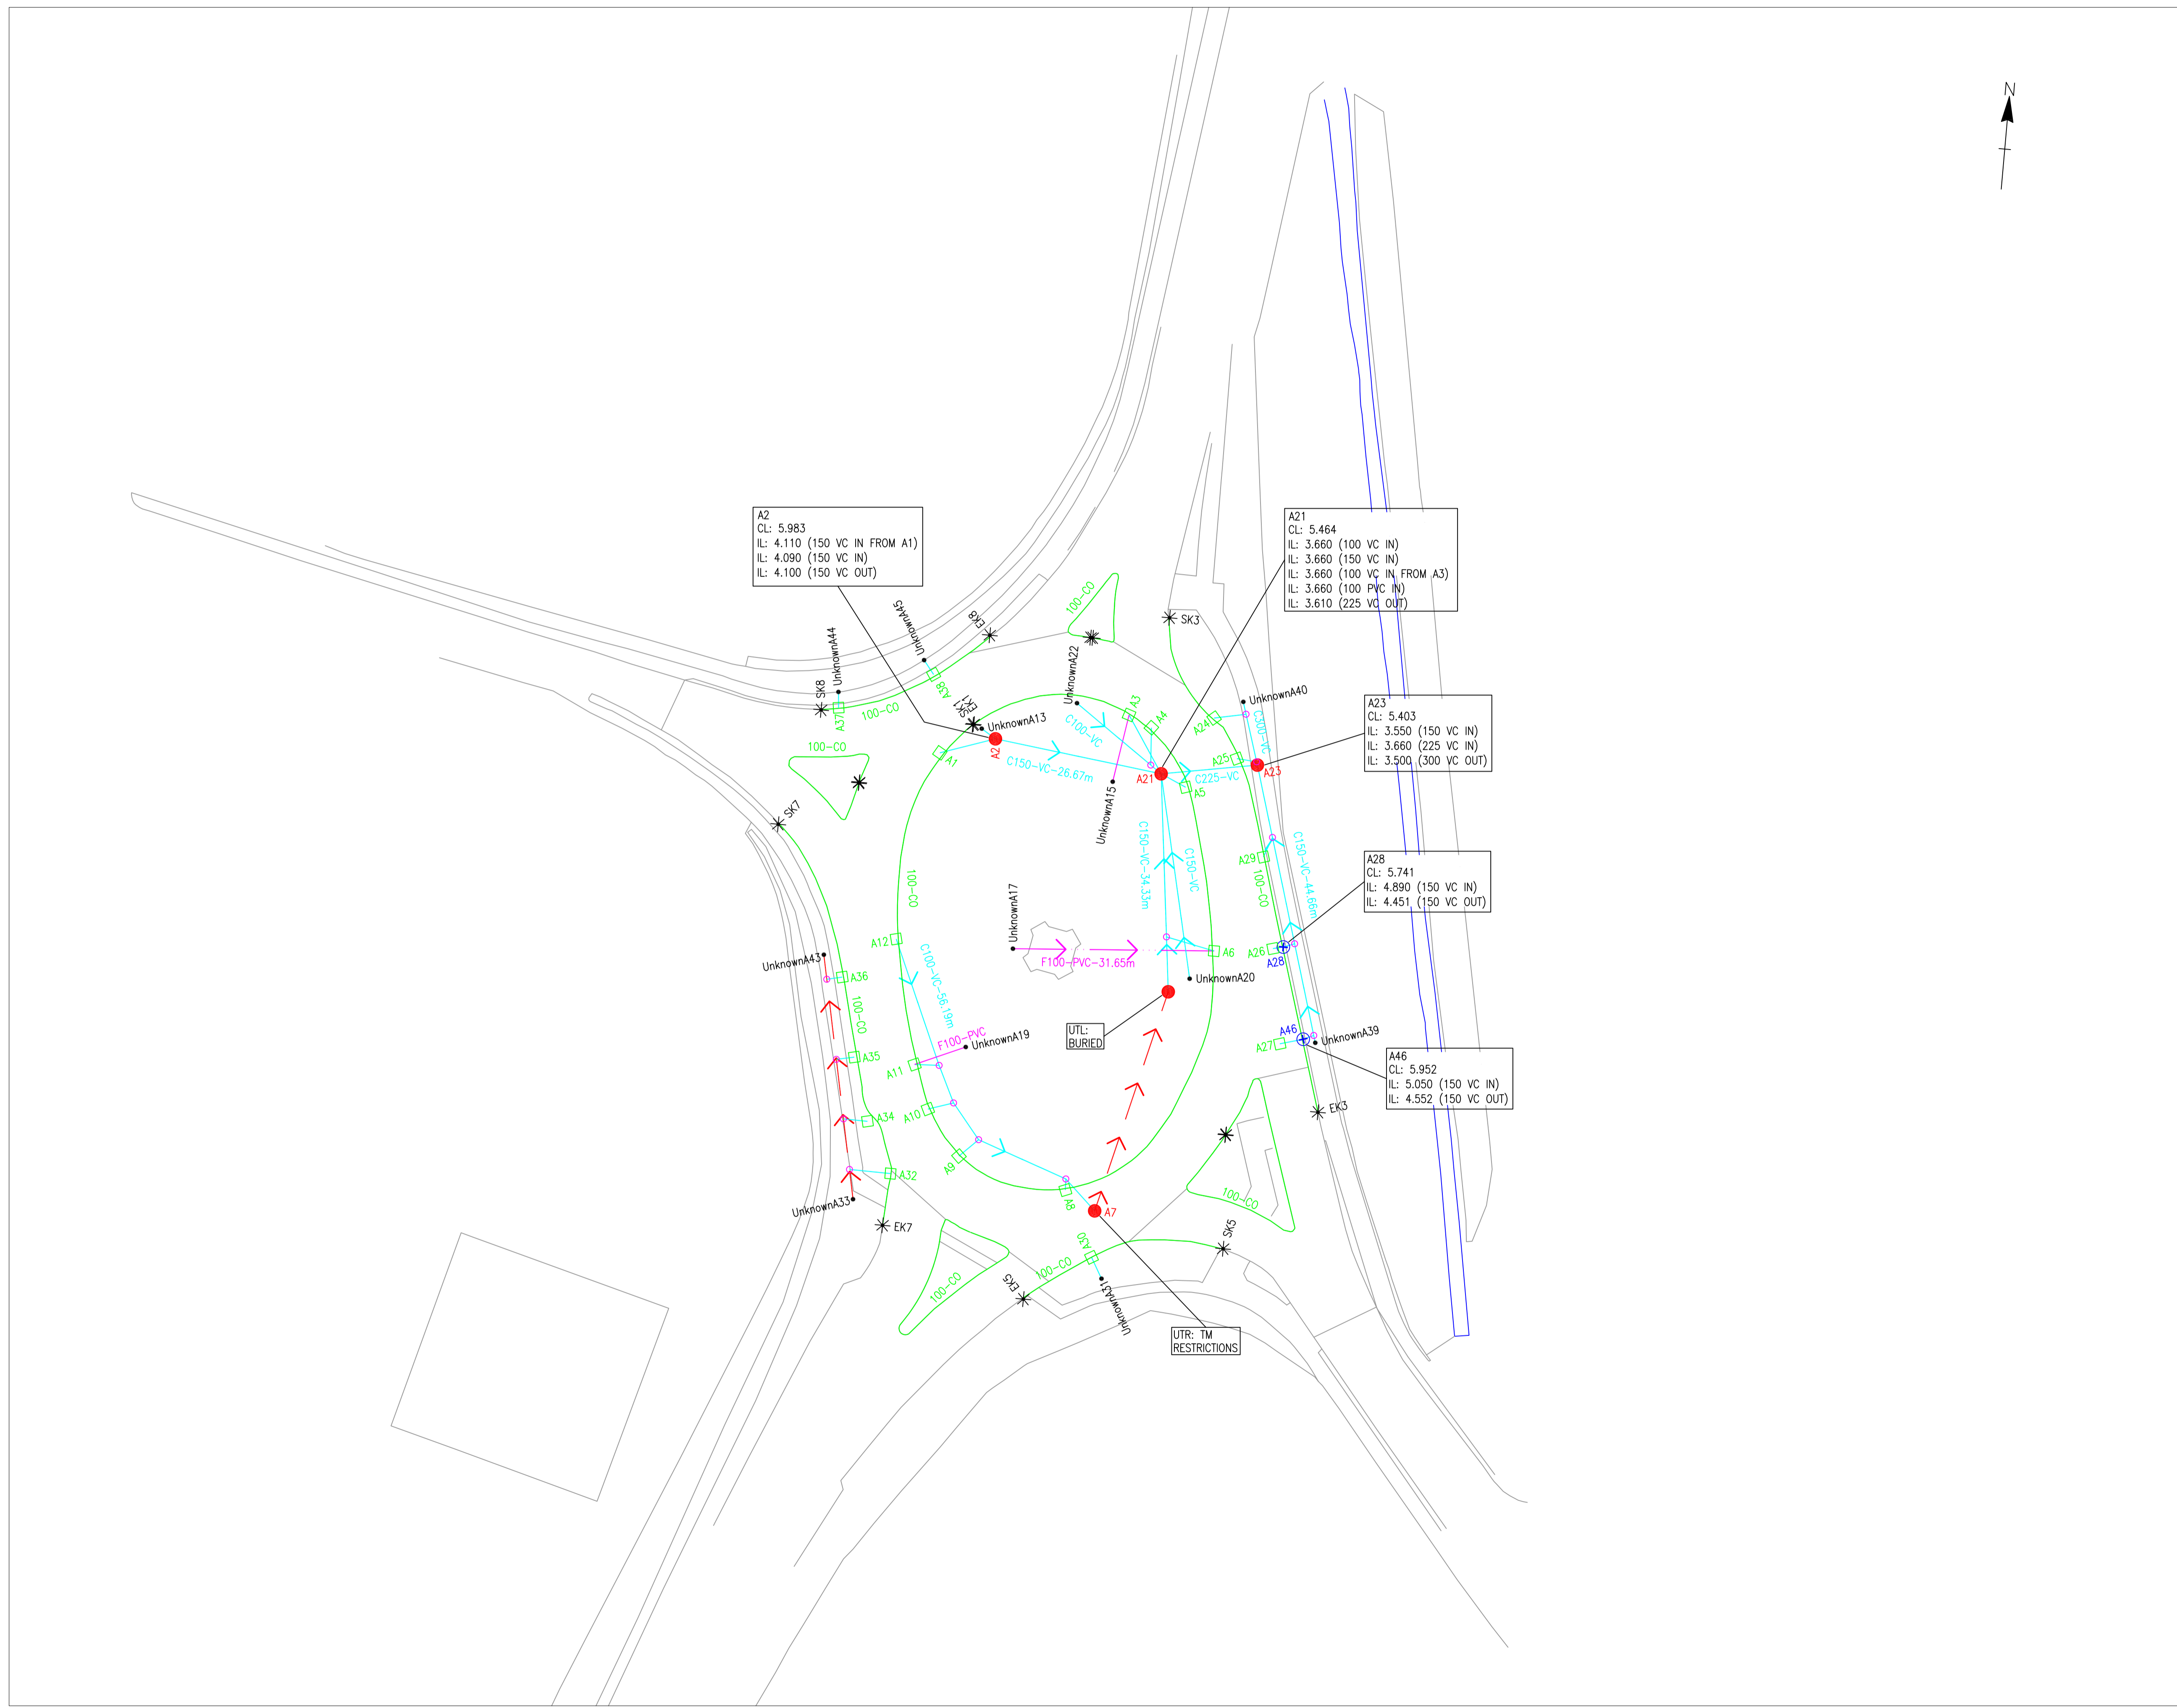 N
A2
CL: 5.983
IL: 4.110 (150 VC IN FROM A1)
IL: 4.090 (150 VC IN)
IL: 4.100 (150 VC OUT)
A21
CL: 5.464
IL: 3.660 (100 VC IN)
IL: 3.660 (150 VC IN)
IL: 3.660 (100 VC IN FROM A3)
IL: 3.660 (100 PVC IN)
IL: 3.610 (225 VC OUT)
100-CO
SK3
EK8
UnknownA45
UnknownA44
SK8
A37
100-CO
A38
SK1
EK1
UnknownA13
UnknownA22
C100-VC
A3
A4
A24
UnknownA40
C300-VC
A23
CL: 5.403
IL: 3.550 (150 VC IN)
IL: 3.660 (225 VC IN)
IL: 3.500 (300 VC OUT)
100-CO
A1
A2
C150-VC-26.67m
A21
C225-VC
A25
A23
A5
UnknownA15
SK7
C150-VC-34.33m
C150-VC
A29
100-CO
C150-VC-44.66m
A28
CL: 5.741
IL: 4.890 (150 VC IN)
IL: 4.451 (150 VC OUT)
100-CO
UnknownA17
A12
C100-VC-56.19m
F100-PVC-31.65m
A6
A26
A28
UnknownA43
A36
100-CO
UnknownA20
UTL:
BURIED
F100-PVC
UnknownA19
A46
A27
UnknownA39
A46
CL: 5.952
IL: 5.050 (150 VC IN)
IL: 4.552 (150 VC OUT)
A35
A11
A34
A10
EK3
A9
A32
A8
A7
UnknownA33
EK7
100-CO
SK5
A30
100-CO
EK5
100-CO
UnknownA31
UTR: TM
RESTRICTIONS